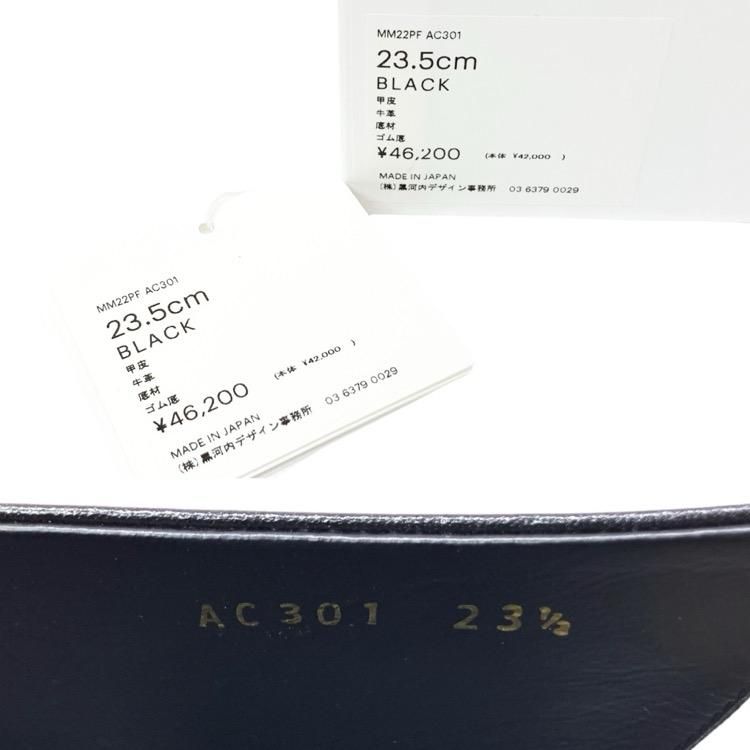 MM22PF AC301
23.5cm
BLACK
甲皮
牛革
底材
ゴム底
¥46,200 (本体 ¥42,000 )
MADE IN JAPAN
(株)黒河内デザイン事務所 03 6379 0029
MM22PF AC301
23.5cm
BLACK
甲皮
牛革
底材
ゴム底
¥46,200 (本体 ¥42,000 )
MADE IN JAPAN
(株)黒河内デザイン事務所 03 6379 0029
AC301 23½